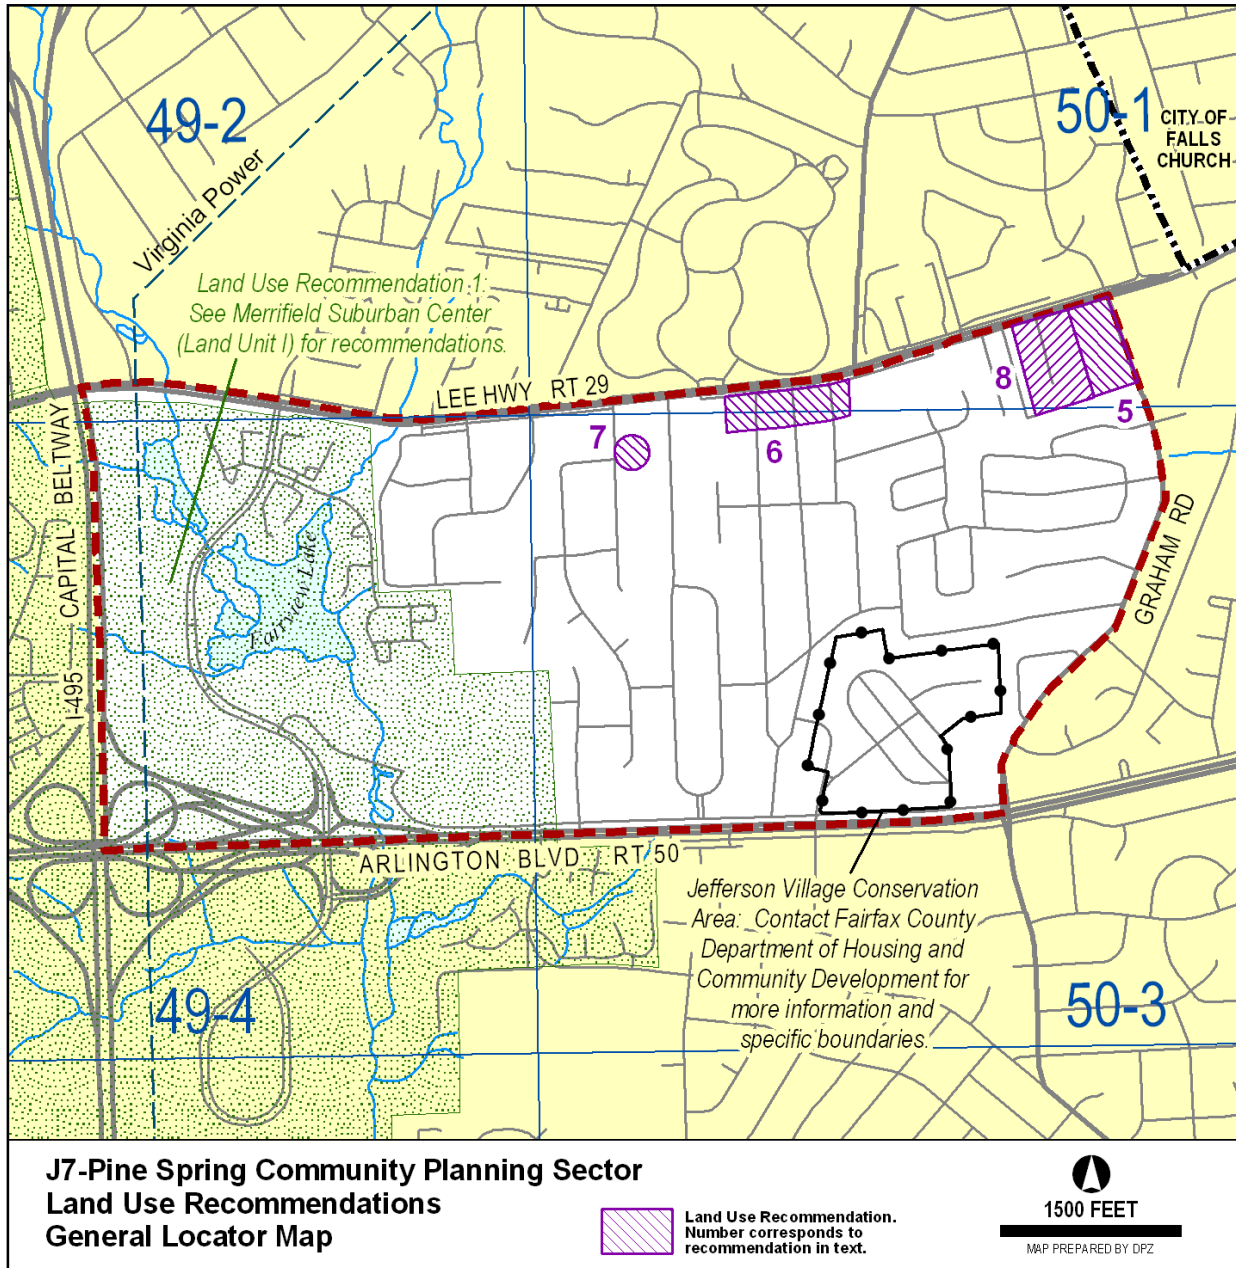 49-2
50-1
CITY OF
FALLS
CHURCH
Virginia Power
Land Use Recommendation 1:
See Merrifield Suburban Center
(Land Unit I) for recommendations.
LEE HWY RT 29
8
5
7
6
I-495 CAPITAL BELTWAY
Fairview Lake
GRAHAM RD
ARLINGTON BLVD RT 50
Jefferson Village Conservation
Area: Contact Fairfax County
Department of Housing and
Community Development for
more information and
specific boundaries.
49-4
50-3
J7-Pine Spring Community Planning Sector
Land Use Recommendations
General Locator Map
Land Use Recommendation.
Number corresponds to
recommendation in text.
1500 FEET
MAP PREPARED BY DPZ